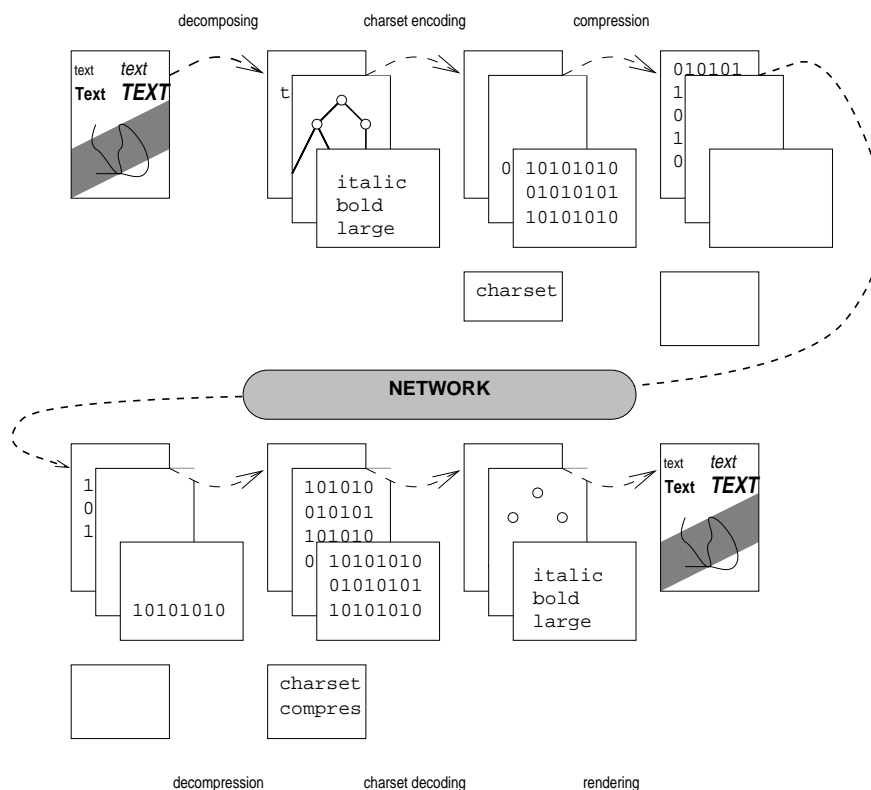 decomposing charset encoding compression
text text
Text TEXT
t
italic
bold
large
0 10101010
01010101
10101010
charset
010101
1
0
1
0
NETWORK
1
0
1
10101010
101010
010101
101010
0 10101010
01010101
10101010
charset
compres
italic
bold
large
text text
Text TEXT
decompression charset decoding rendering